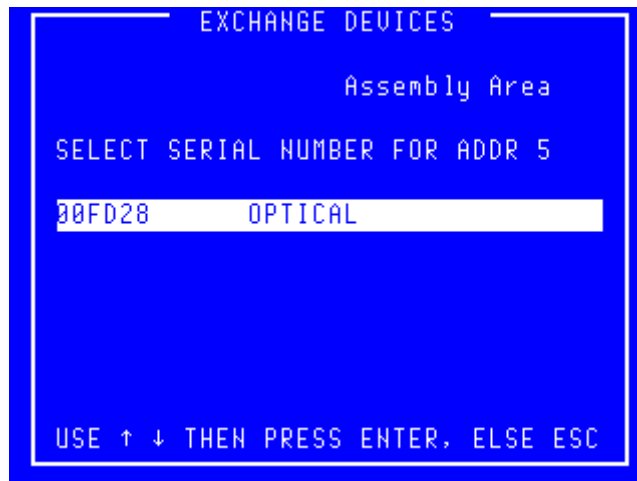 EXCHANGE DEVICES
Assembly Area
SELECT SERIAL NUMBER FOR ADDR 5
00FD28 OPTICAL
USE ↑ ↓ THEN PRESS ENTER, ELSE ESC